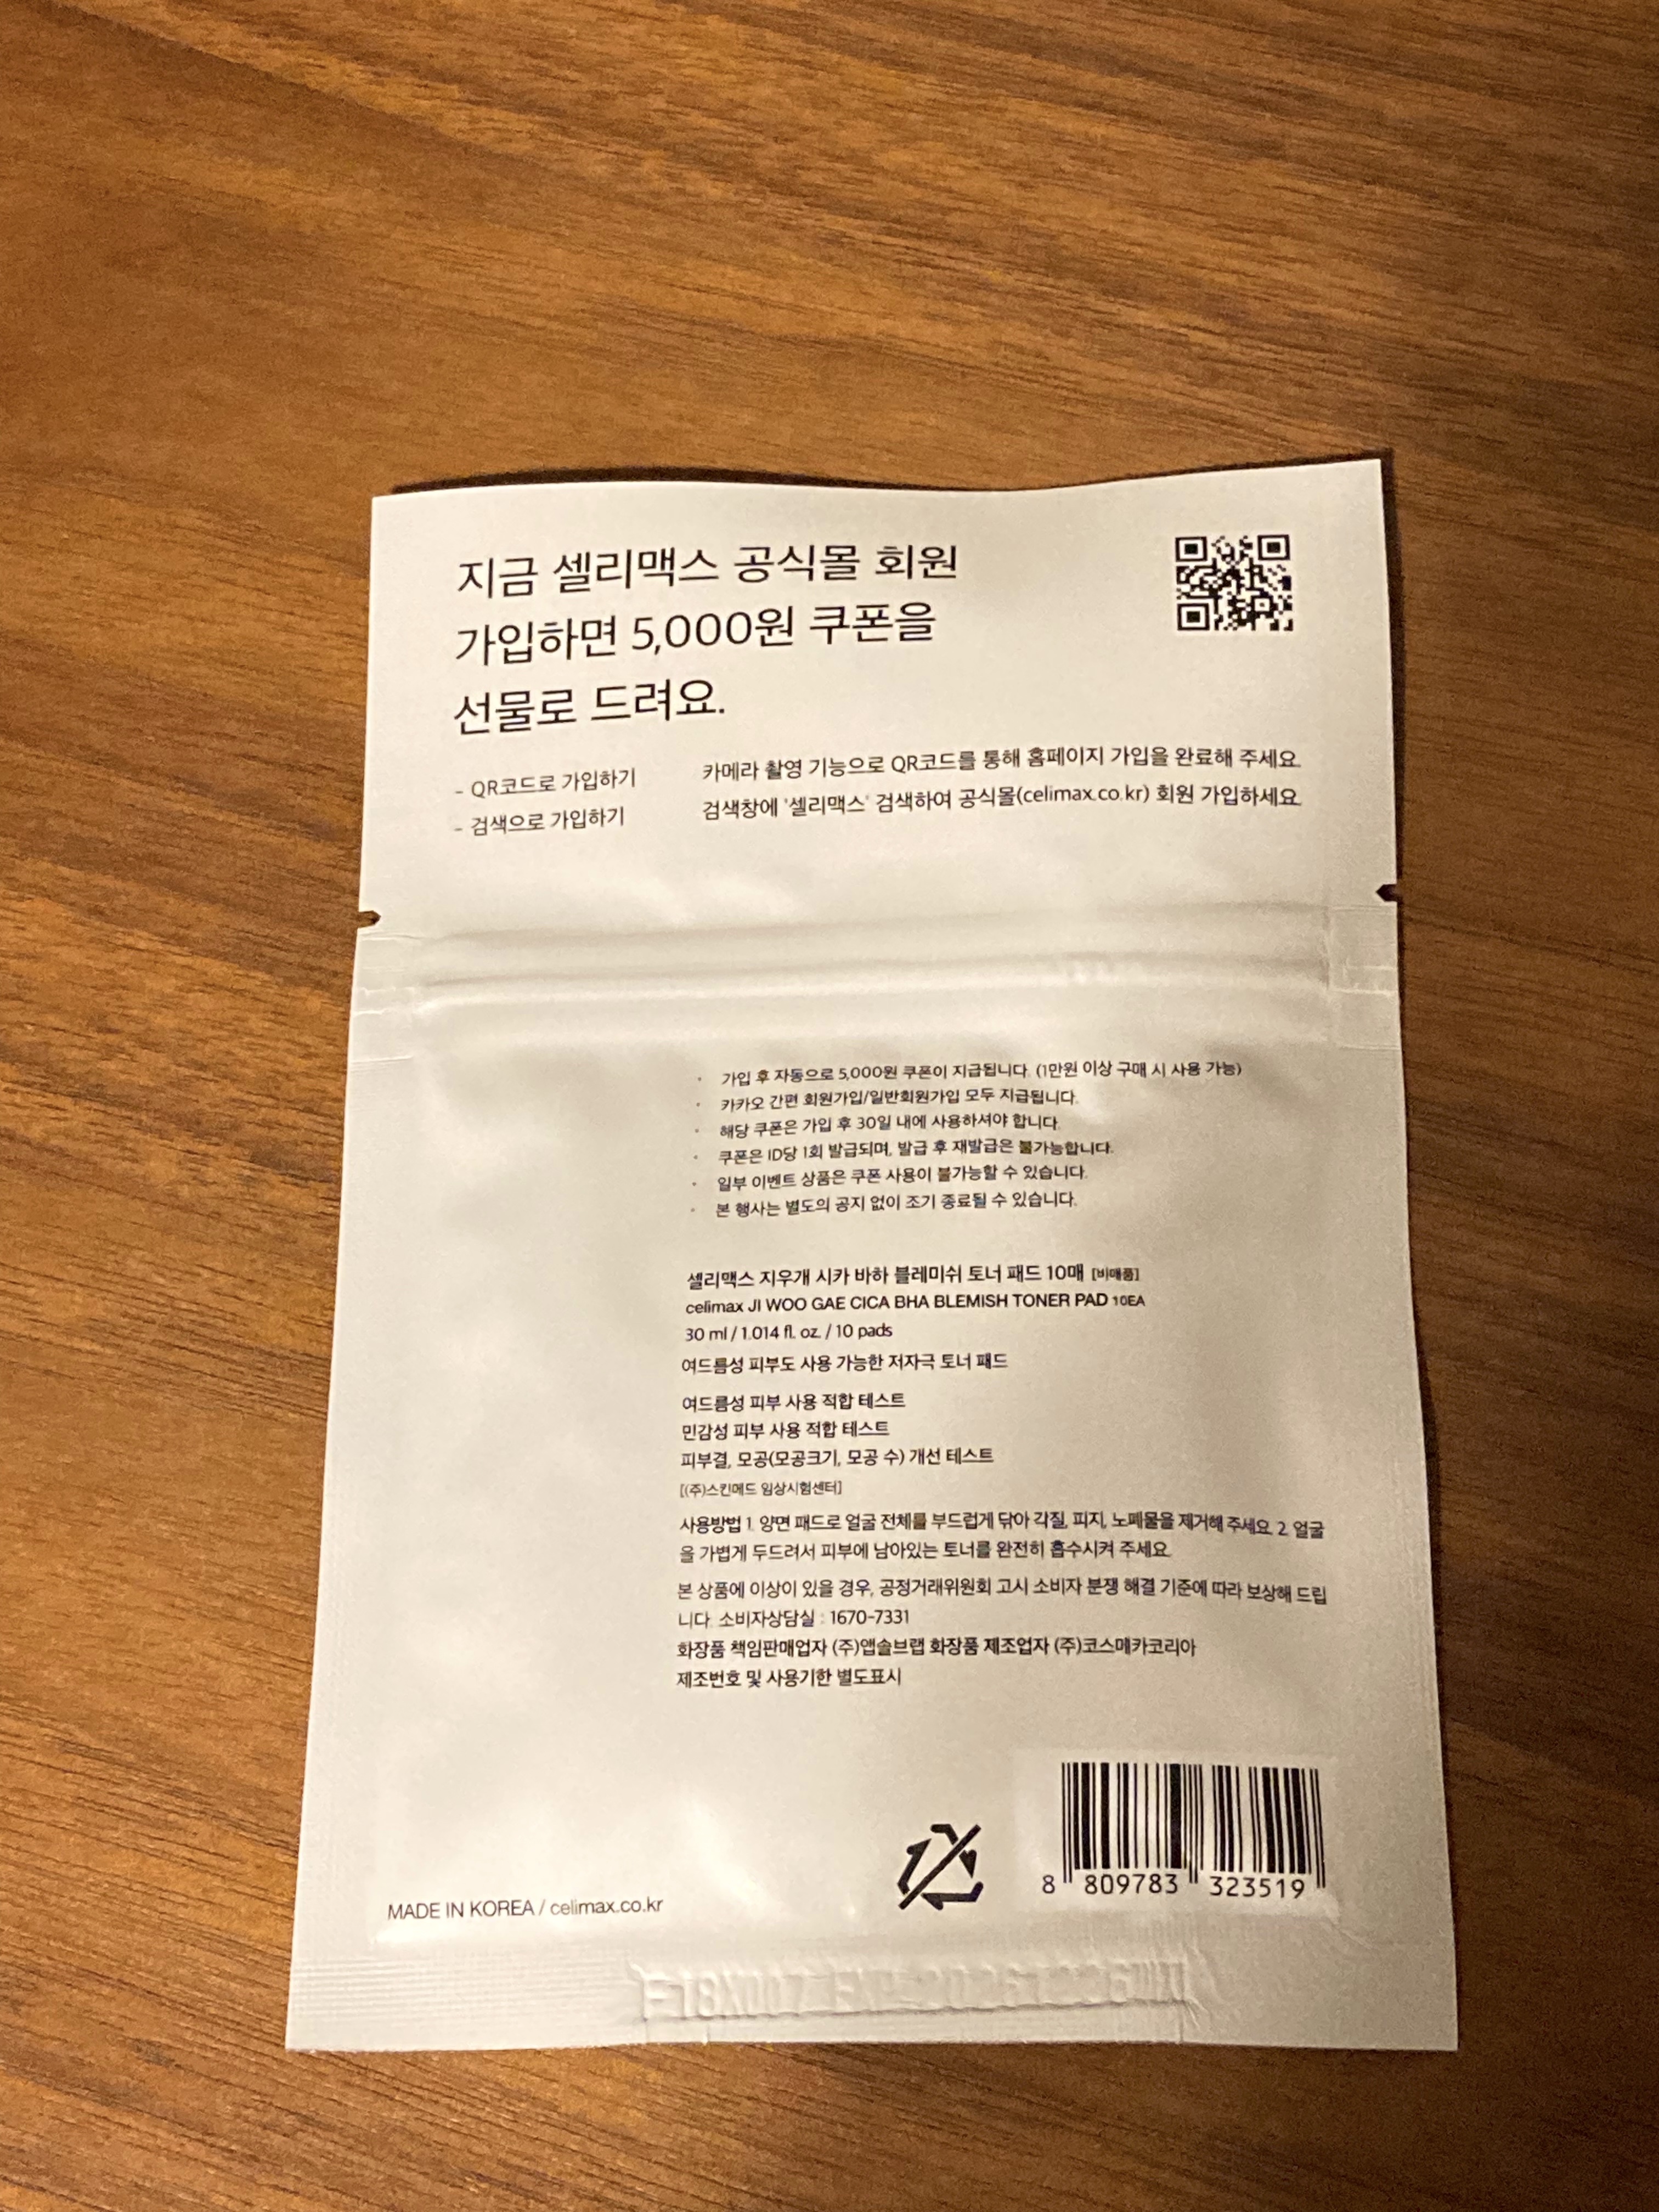 지금 셀리맥스 공식몰 회원
가입하면 5,000원 쿠폰을
선물로 드려요.
- QR코드로 가입하기 카메라 촬영 기능으로 QR코드를 통해 홈페이지 가입을 완료해 주세요.
- 검색으로 가입하기 검색창에 '셀리맥스' 검색하여 공식몰(celimax.co.kr) 회원 가입하세요.
· 가입 후 자동으로 5,000원 쿠폰이 지급됩니다. (1만원 이상 구매 시 사용 가능)
· 카카오 간편 회원가입/일반회원가입 모두 지급됩니다.
· 해당 쿠폰은 가입 후 30일 내에 사용하셔야 합니다.
· 쿠폰은 ID당 1회 발급되며, 발급 후 재발급은 불가능합니다.
· 일부 이벤트 상품은 쿠폰 사용이 불가능할 수 있습니다.
· 본 행사는 별도의 공지 없이 조기 종료될 수 있습니다.
셀리맥스 지우개 시카 바하 블레미쉬 토너 패드 10매 [비매품]
celimax JI WOO GAE CICA BHA BLEMISH TONER PAD 10EA
30 ml / 1.014 fl. oz. / 10 pads
여드름성 피부도 사용 가능한 저자극 토너 패드
여드름성 피부 사용 적합 테스트
민감성 피부 사용 적합 테스트
피부결, 모공(모공크기, 모공 수) 개선 테스트
[(주)스킨메드 임상시험센터]
사용방법 1. 양면 패드로 얼굴 전체를 부드럽게 닦아 각질, 피지, 노폐물을 제거해 주세요. 2. 얼굴
을 가볍게 두드려서 피부에 남아있는 토너를 완전히 흡수시켜 주세요.
본 상품에 이상이 있을 경우, 공정거래위원회 고시 소비자 분쟁 해결 기준에 따라 보상해 드립
니다. 소비자상담실 : 1670-7331
화장품 책임판매업자 (주)앱솔브랩 화장품 제조업자 (주)코스메카코리아
제조번호 및 사용기한 별도표시
8 809783 323519
MADE IN KOREA / celimax.co.kr
EXP